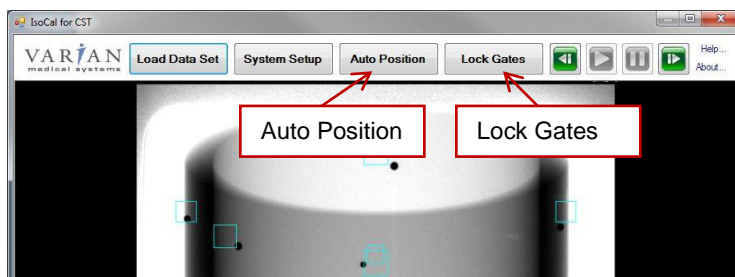 IsoCal for CST
VARIAN
medical systems
Load Data Set
System Setup
Auto Position
Lock Gates
Help...
About...
Auto Position
Lock Gates